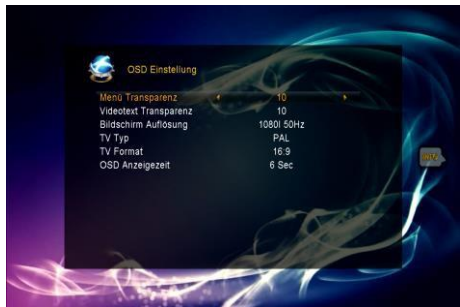 OSD Einstellung
Menü Transparenz 10
Videotext Transparenz 10
Bildschirm Auflösung 1080I 50Hz
TV Typ PAL
TV Format 16:9
OSD Anzeigezeit 6 Sec